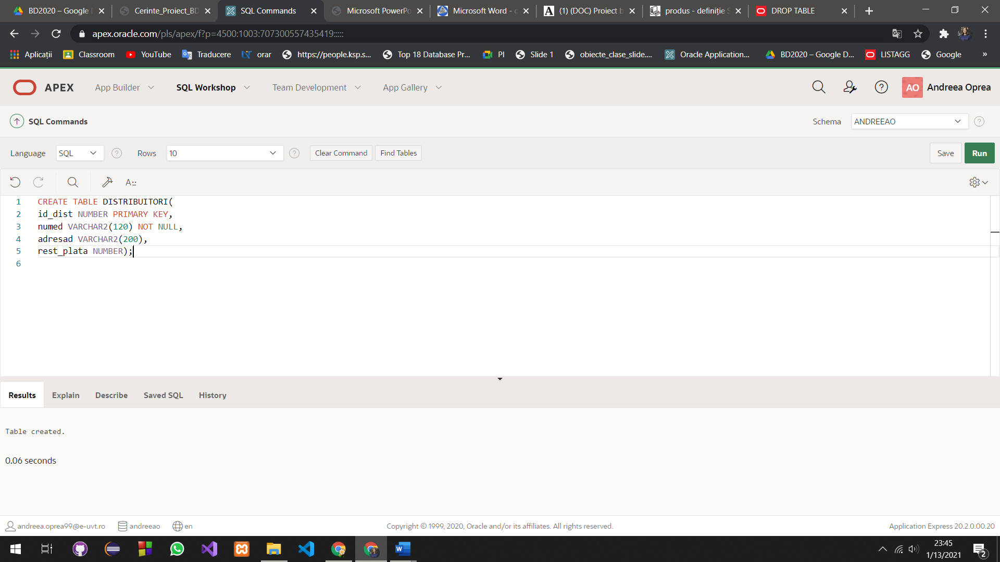 BD2020 – Google D
Cerinte_Proiect_BD
SQL Commands
Microsoft PowerPo
Microsoft Word - c
(1) (DOC) Proiect b
produs - definiție S
DROP TABLE
apex.oracle.com/pls/apex/f?p=4500:1003:707300557435419:::::
Aplicații
Classroom
YouTube
Traducere
orar
https://people.ksp.s...
Top 18 Database Pr...
PI
Slide 1
obiecte_clase_slide....
Oracle Application...
BD2020 – Google D...
LISTAGG
Google
»
APEX
App Builder
SQL Workshop
Team Development
App Gallery
AO
Andreea Oprea
SQL Commands
Schema
ANDREEAO
Language
SQL
Rows
10
Clear Command
Find Tables
Save
Run
1 CREATE TABLE DISTRIBUITORI(
2 id_dist NUMBER PRIMARY KEY,
3 numed VARCHAR2(120) NOT NULL,
4 adresad VARCHAR2(200),
5 rest_plata NUMBER);
6
Results
Explain
Describe
Saved SQL
History
Table created.
0.06 seconds
andreea.oprea99@e-uvt.ro
andreeao
en
Copyright © 1999, 2020, Oracle and/or its affiliates. All rights reserved.
Application Express 20.2.0.00.20
23:45
1/13/2021
2